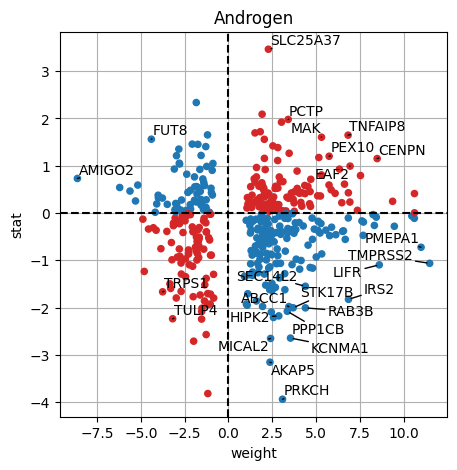 Androgen
SLC25A37
PCTP
MAK
TNFAIP8
FUT8
PEX10
CENPN
AMIGO2
EAF2
PMEPA1
TMPRSS2
LIFR
SEC14L2
TRPS1
STK17B
IRS2
ABCC1
TULP4
HIPK2
RAB3B
PPP1CB
MICAL2
KCNMA1
AKAP5
PRKCH
3
2
1
0
−1
−2
−3
−4
stat
−7.5
−5.0
−2.5
0.0
2.5
5.0
7.5
10.0
weight